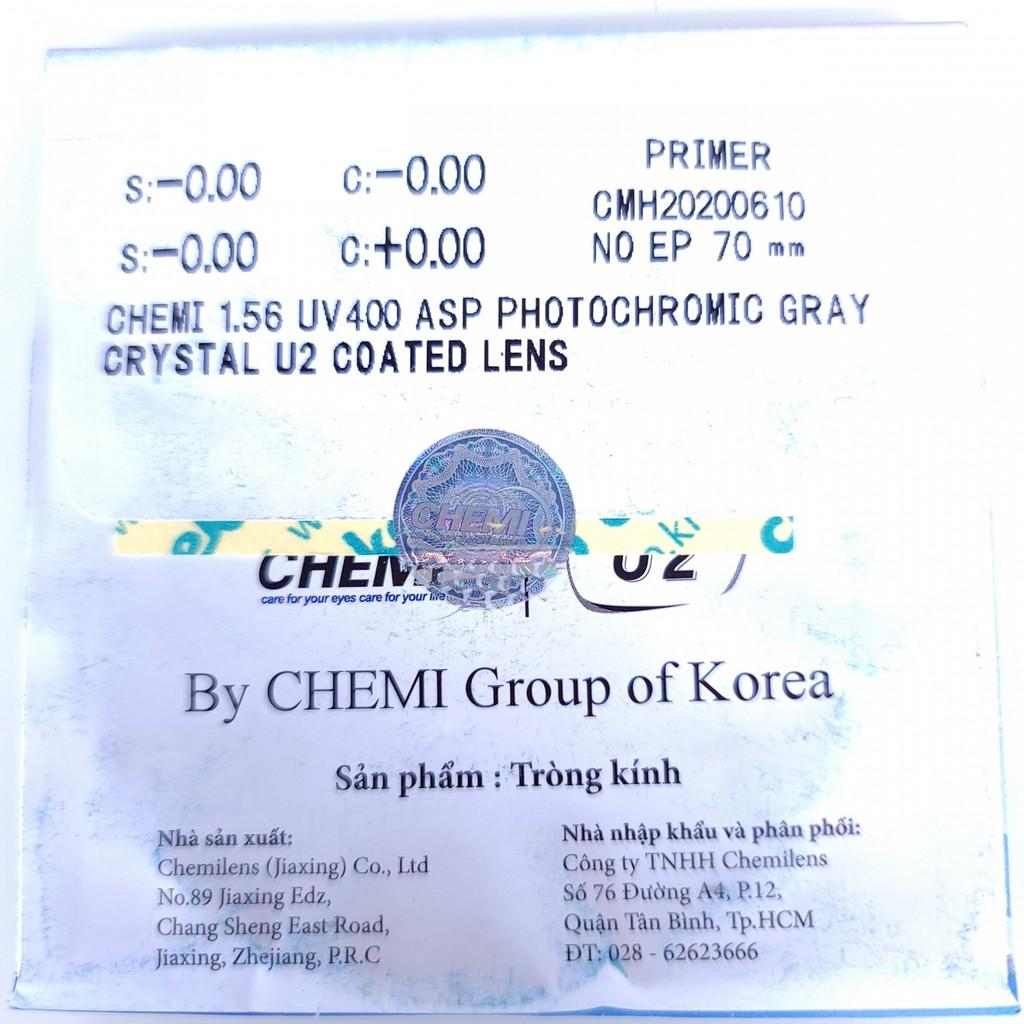 S:-0.00 C:-0.00 PRIMER
CMH20200610
S:-0.00 C:+0.00 NO EP 70 mm
CHEMI 1.56 UV400 ASP PHOTOCHROMIC GRAY
CRYSTAL U2 COATED LENS
CHEMI
CHEMI U2
care for your eyes care for your life
By CHEMI Group of Korea
Sản phẩm : Tròng kính
Nhà sản xuất:
Chemilens (Jiaxing) Co., Ltd
No.89 Jiaxing Edz,
Chang Sheng East Road,
Jiaxing, Zhejiang, P.R.C
Nhà nhập khẩu và phân phối:
Công ty TNHH Chemilens
Số 76 Đường A4, P.12,
Quận Tân Bình, Tp.HCM
ĐT: 028 - 62623666